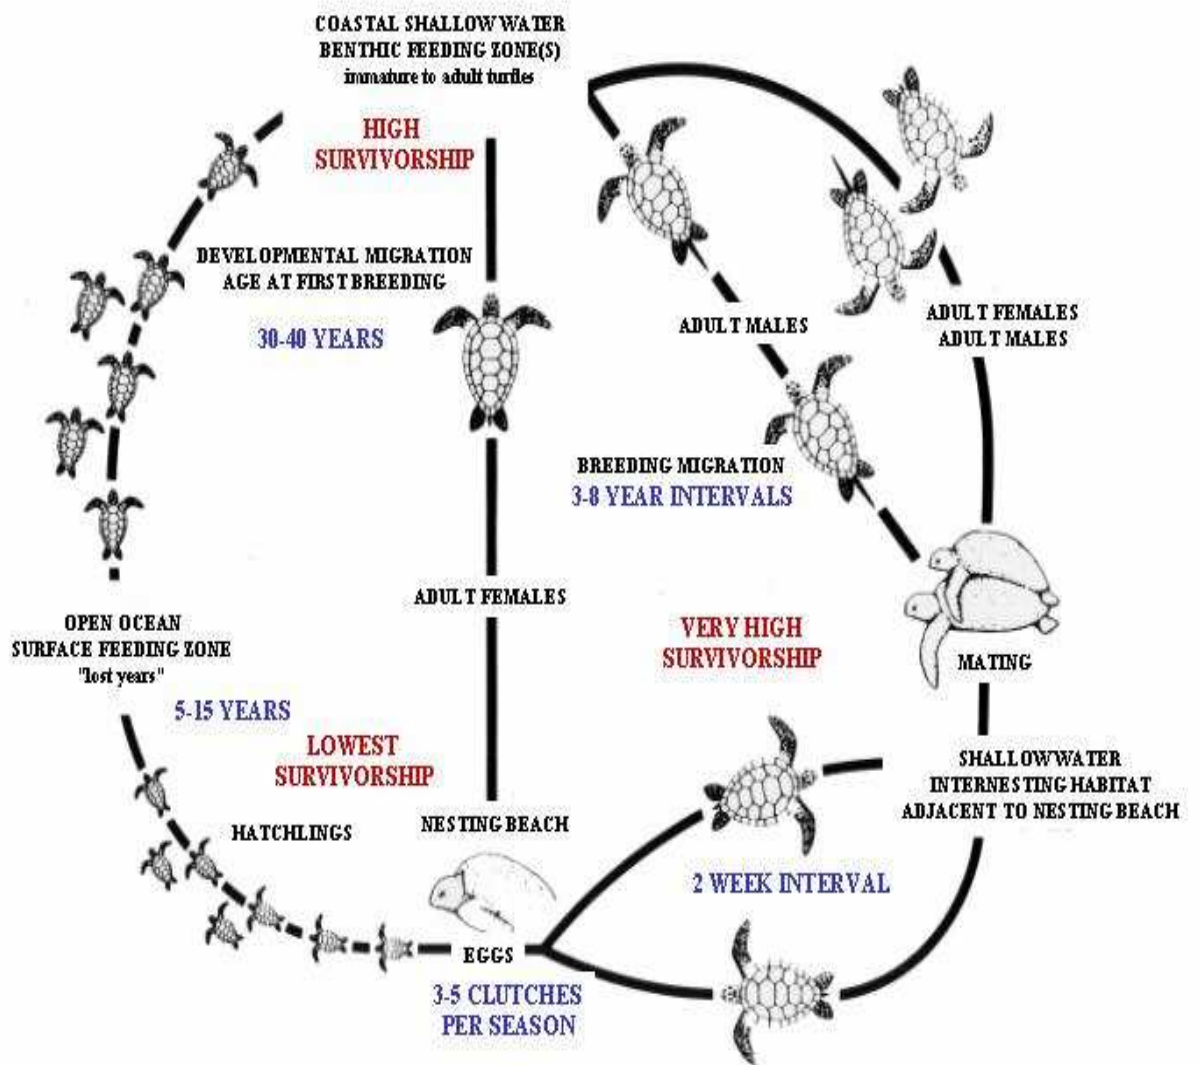 COASTAL SHALLOW WATER
BENTHIC FEEDING ZONE(S)
immature to adult turtles
HIGH
SURVIVORSHIP
DEVELOPMENTAL MIGRATION
AGE AT FIRST BREEDING
30-40 YEARS
ADULT MALES
ADULT FEMALES
ADULT MALES
BREEDING MIGRATION
3-8 YEAR INTERVALS
ADULT FEMALES
OPEN OCEAN
SURFACE FEEDING ZONE
"lost years"
5-15 YEARS
VERY HIGH
SURVIVORSHIP
MATING
LOWEST
SURVIVORSHIP
HATCHLINGS
NESTING BEACH
SHALLOW WATER
INTERNESTING HABITAT
ADJACENT TO NESTING BEACH
2 WEEK INTERVAL
EGGS
3-5 CLUTCHES
PER SEASON